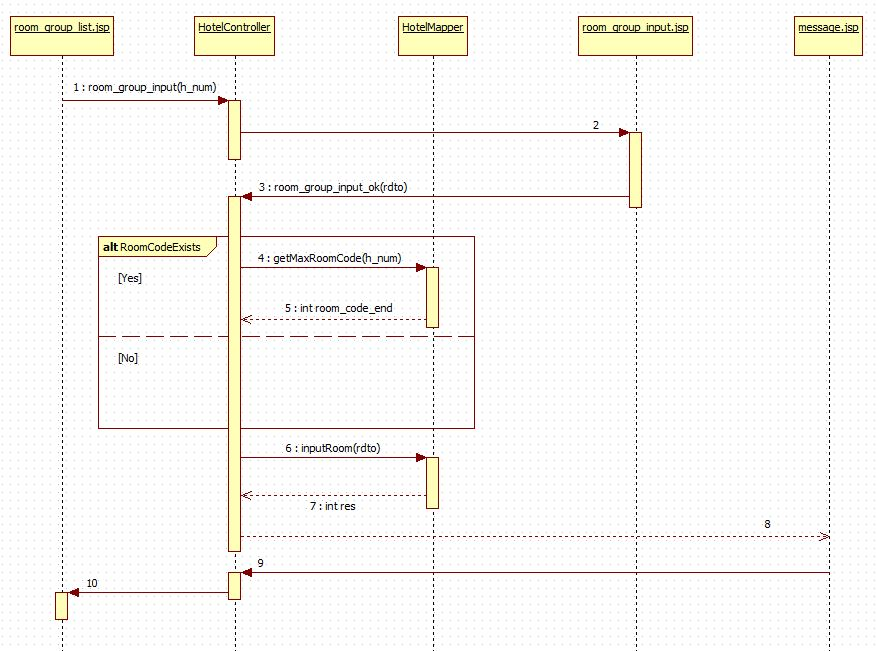 room_group_list.jsp
HotelController
HotelMapper
room_group_input.jsp
message.jsp
1 : room_group_input(h_num)
2
3 : room_group_input_ok(rdto)
alt RoomCodeExists
4 : getMaxRoomCode(h_num)
[Yes]
5 : int room_code_end
[No]
6 : inputRoom(rdto)
7 : int res
8
9
10